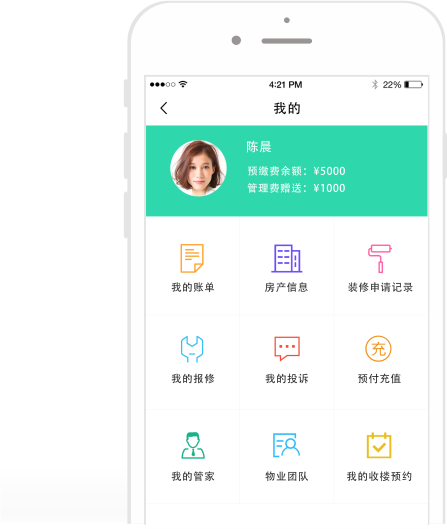 4:21 PM
22%
我的
陈晨
预缴费余额：¥5000
管理费赠送：¥1000
我的账单 房产信息 装修申请记录
充
我的报修 我的投诉 预付充值
我的管家 物业团队 我的收楼预约